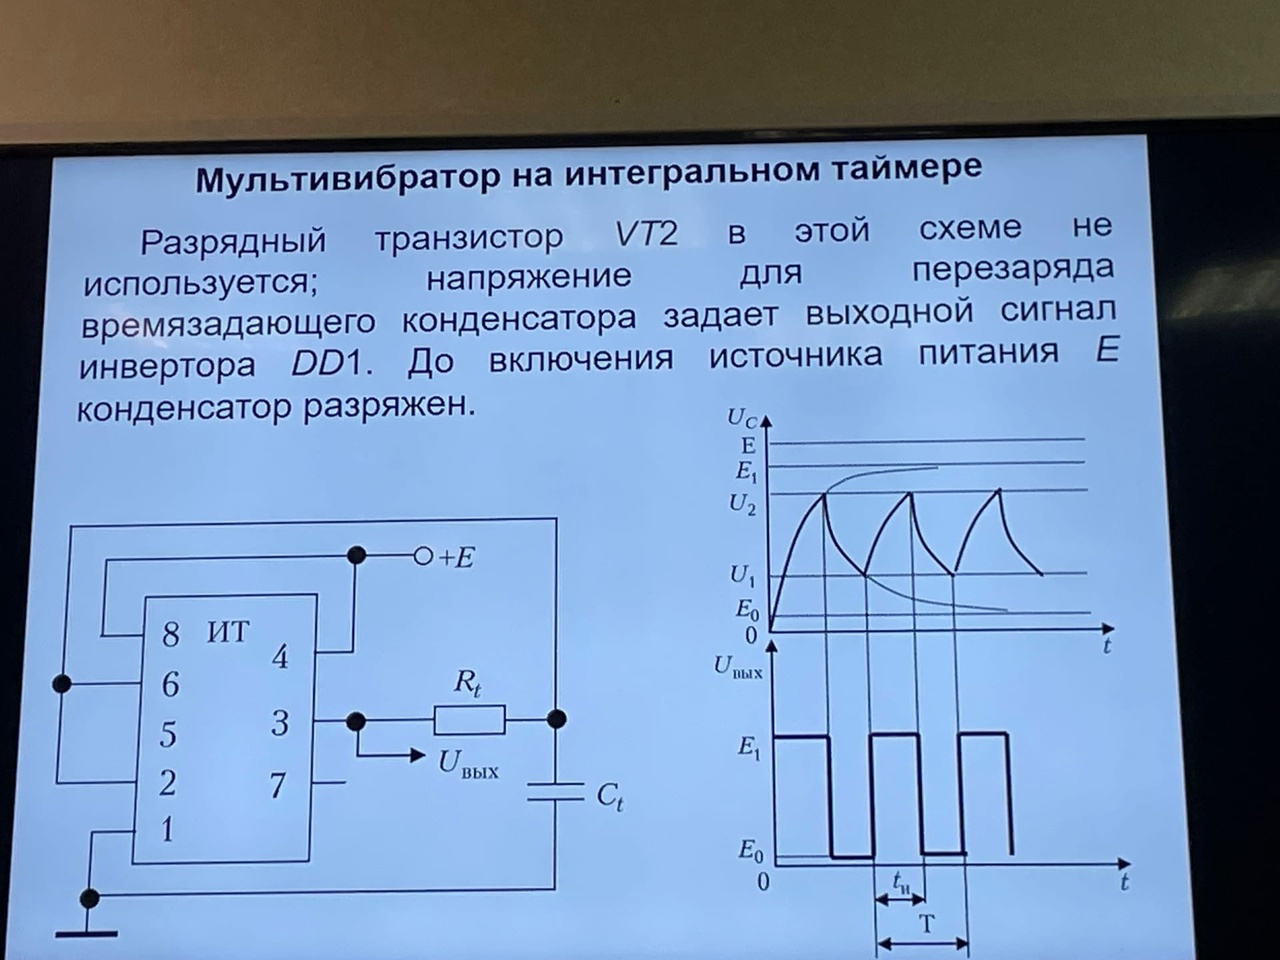 Мультивибратор на интегральном таймере
Разрядный транзистор VT2 в этой схеме не
используется; напряжение для перезаряда
времязадающего конденсатора задает выходной сигнал
инвертора DD1. До включения источника питания E
конденсатор разряжен.
+E
8 ИТ
4
6
5
3
2
7
1
Rt
Uвых
Ct
UC
E
E1
U2
U1
E0
0
t
Uвых
E1
E0
0
tи
t
T